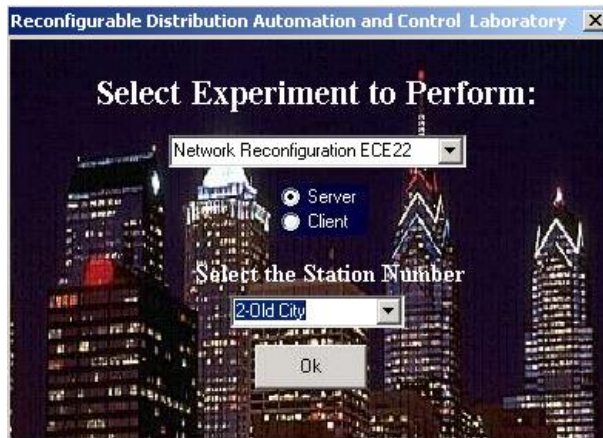 Reconfigurable Distribution Automation and Control Laboratory
Select Experiment to Perform:
Network Reconfiguration ECE22
Server
Client
Select the Station Number
2-Old City
Ok